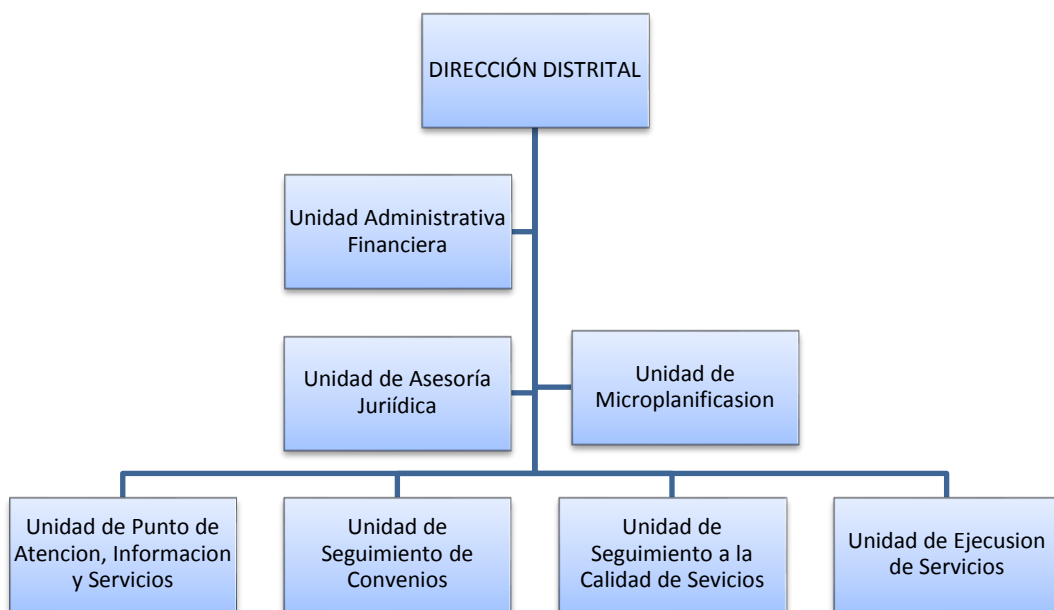 DIRECCIÓN DISTRITAL
Unidad Administrativa
Financiera
Unidad de Asesoría
Juriídica
Unidad de
Microplanificasion
Unidad de Punto de
Atencion, Informacion
y Servicios
Unidad de
Seguimiento de
Convenios
Unidad de
Seguimiento a la
Calidad de Sevicios
Unidad de Ejecusion
de Servicios